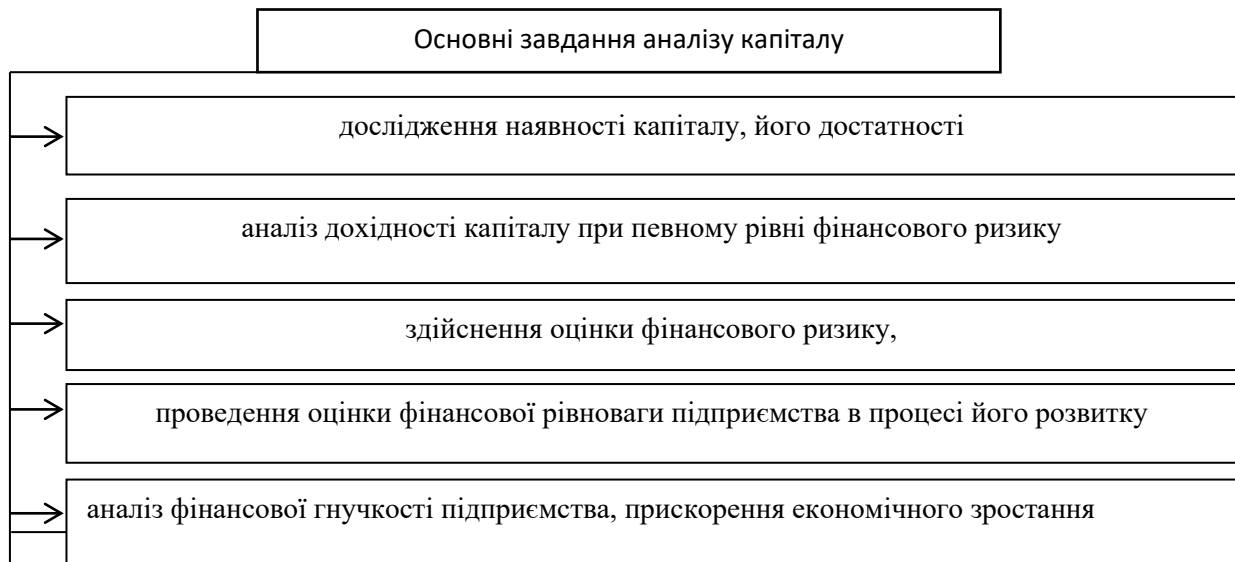 Основні завдання аналізу капіталу
дослідження наявності капіталу, його достатності
аналіз дохідності капіталу при певному рівні фінансового ризику
здійснення оцінки фінансового ризику,
проведення оцінки фінансової рівноваги підприємства в процесі його розвитку
аналіз фінансової гнучкості підприємства, прискорення економічного зростання